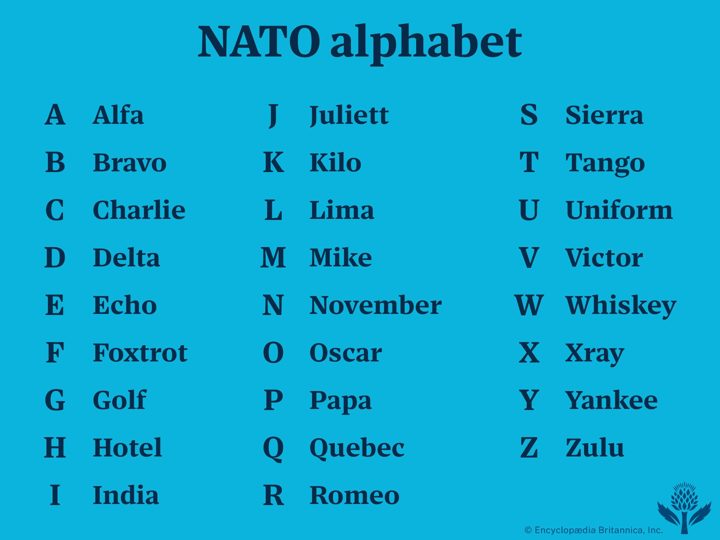 NATO alphabet
A Alfa
B Bravo
C Charlie
D Delta
E Echo
F Foxtrot
G Golf
H Hotel
I India
J Juliett
K Kilo
L Lima
M Mike
N November
O Oscar
P Papa
Q Quebec
R Romeo
S Sierra
T Tango
U Uniform
V Victor
W Whiskey
X Xray
Y Yankee
Z Zulu
© Encyclopædia Britannica, Inc.